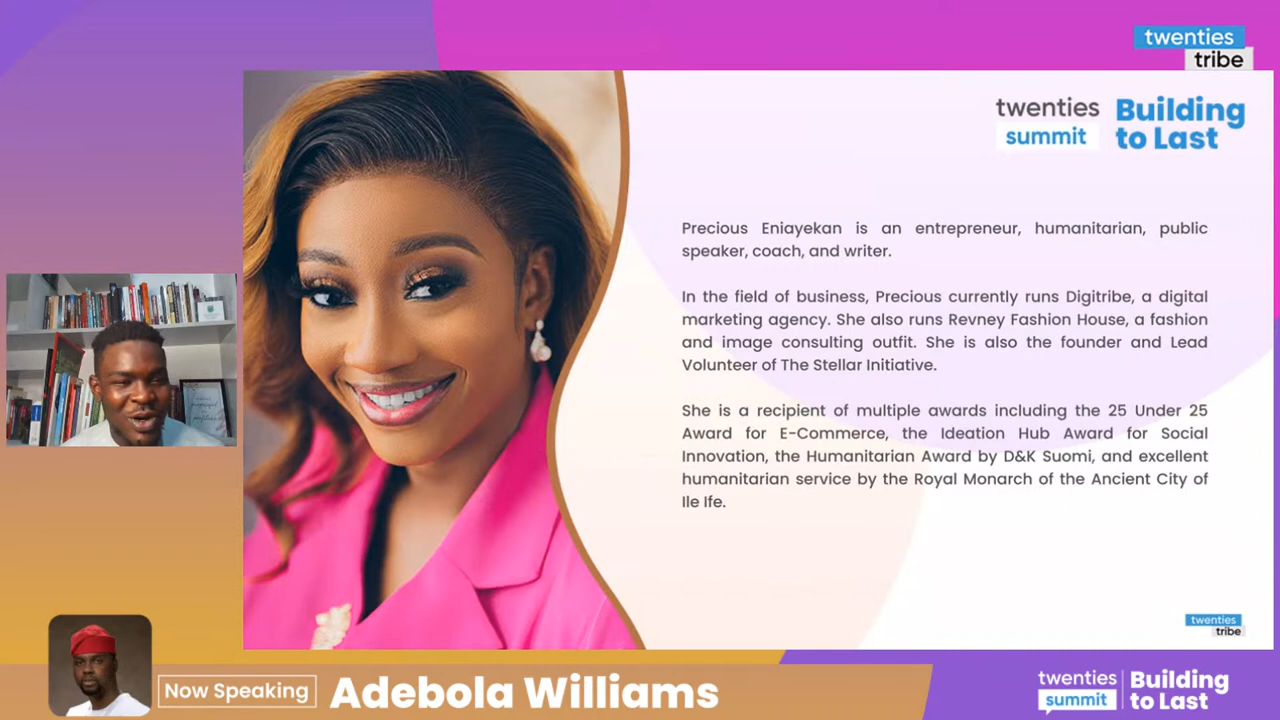 twenties
tribe
twenties
summit
Building
to Last
Precious Eniayekan is an entrepreneur, humanitarian, public
speaker, coach, and writer.
In the field of business, Precious currently runs Digitribe, a digital
marketing agency. She also runs Revney Fashion House, a fashion
and image consulting outfit. She is also the founder and Lead
Volunteer of The Stellar Initiative.
She is a recipient of multiple awards including the 25 Under 25
Award for E-Commerce, the Ideation Hub Award for Social
Innovation, the Humanitarian Award by D&K Suomi, and excellent
humanitarian service by the Royal Monarch of the Ancient City of
Ile Ife.
twenties
tribe
Now Speaking
Adebola Williams
twenties
summit
Building
to Last